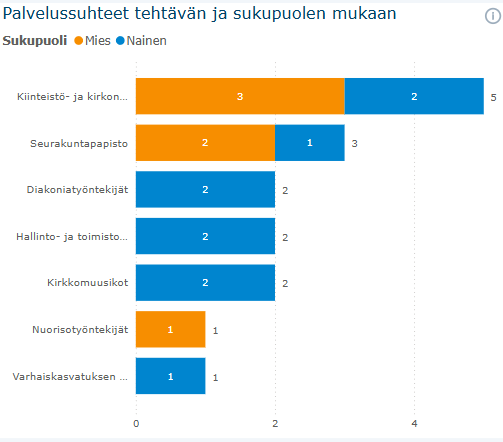 Palvelussuhteet tehtävän ja sukupuolen mukaan
Sukupuoli Mies Nainen
Kiinteistö- ja kirkon... 3 2 5
Seurakuntapapisto 2 1 3
Diakoniatyöntekijät 2 2
Hallinto- ja toimisto... 2 2
Kirkkomuusikot 2 2
Nuorisotyöntekijät 1 1
Varhaiskasvatuksen ... 1 1
0 2 4